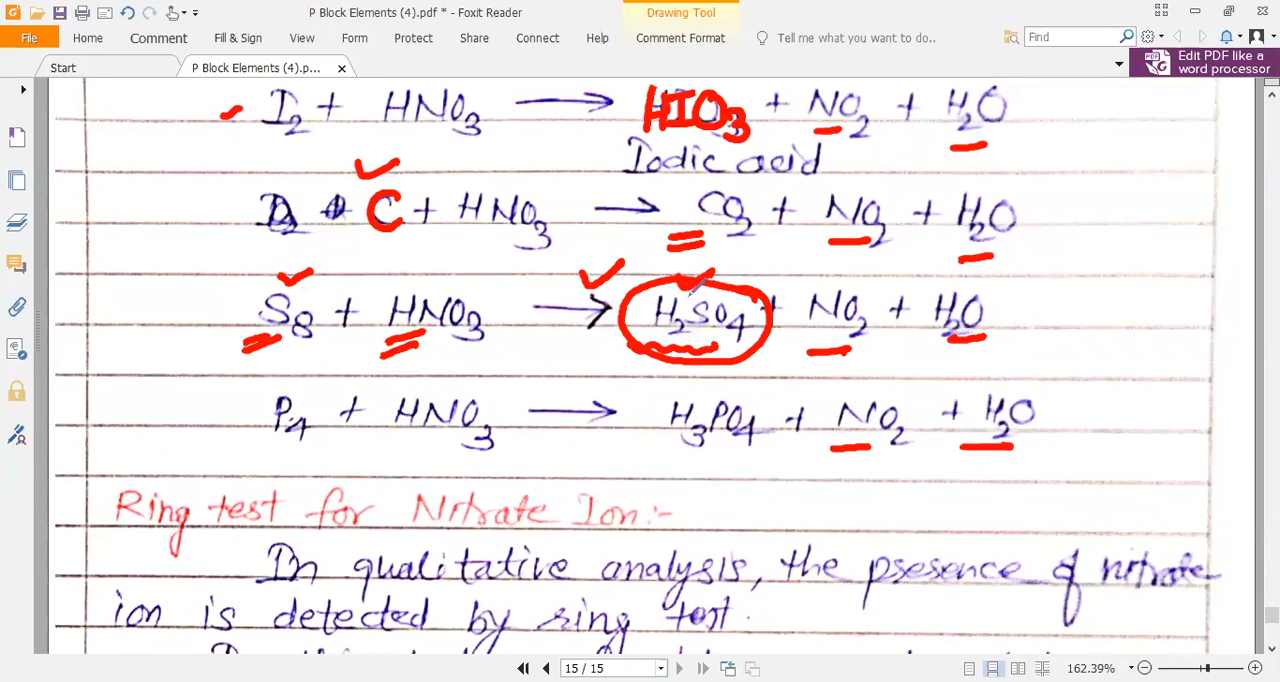 P Block Elements (4).pdf * - Foxit Reader
Drawing Tool
File Home Comment Fill & Sign View Form Protect Share Connect Help Comment Format Tell me what you want to do.. Find
Start P Block Elements (4).p... Edit PDF like a word processor
I2 + HNO3 → HIO3 + NO2 + H2O
Iodic acid
C + HNO3 → CO2 + NO2 + H2O
S8 + HNO3 → H2SO4 + NO2 + H2O
P4 + HNO3 → H3PO4 + NO2 + H2O
Ring test for Nitrate Ion:-
In qualitative analysis, the presence of nitrate
ion is detected by ring test.
15 / 15 162.39%